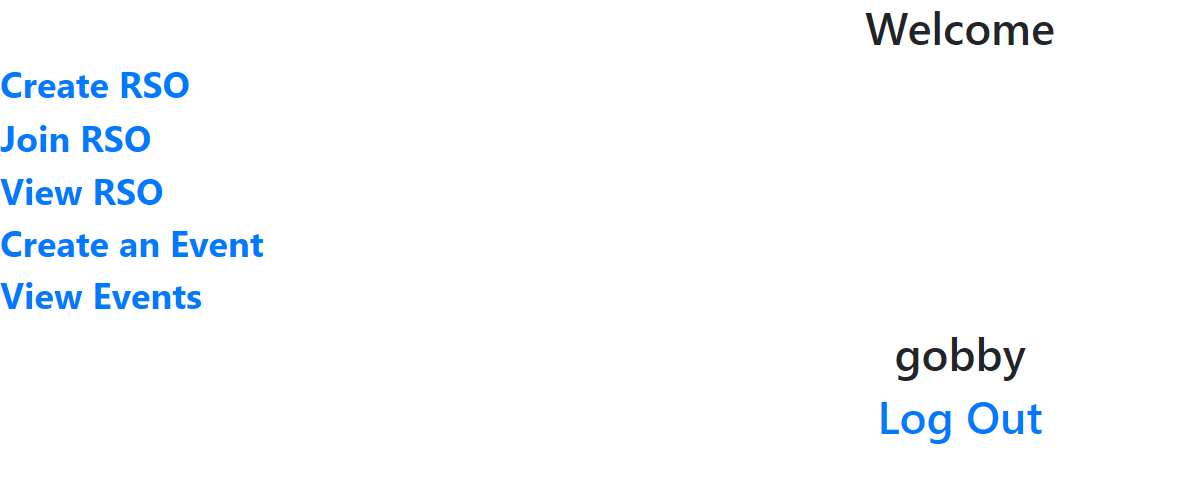 Welcome
Create RSO
Join RSO
View RSO
Create an Event
View Events
gobby
Log Out